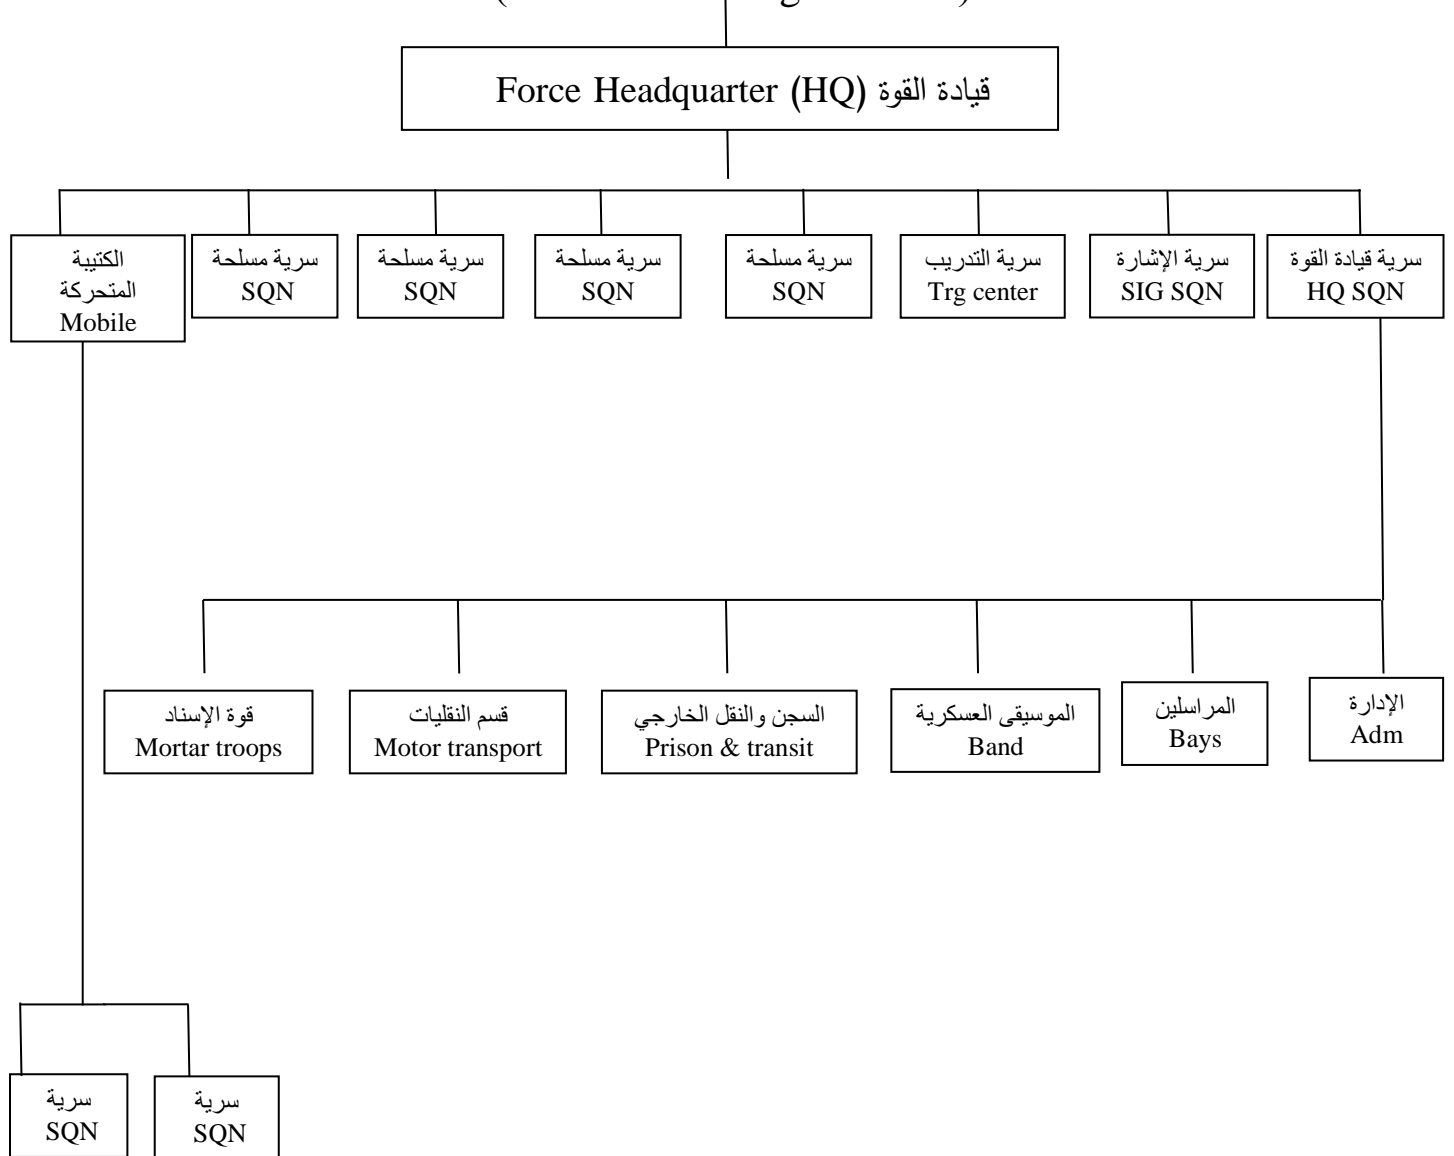 قيادة القوة Force Headquarter (HQ)
سرية قيادة القوة
HQ SQN
سرية الإشارة
SIG SQN
سرية التدريب
Trg center
سرية مسلحة
SQN
سرية مسلحة
SQN
سرية مسلحة
SQN
سرية مسلحة
SQN
الكتيبة
المتحركة
Mobile
الإدارة
Adm
المراسلين
Bays
الموسيقى العسكرية
Band
السجن والنقل الخارجي
Prison & transit
قسم النقليات
Motor transport
قوة الإسناد
Mortar troops
سرية
SQN
سرية
SQN